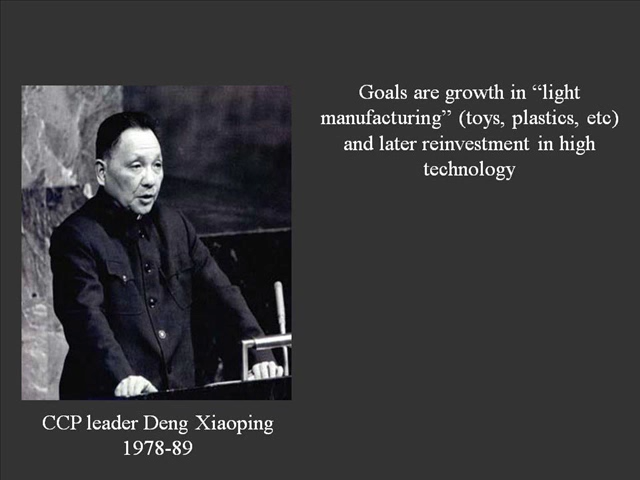 Goals are growth in “light
manufacturing” (toys, plastics, etc)
and later reinvestment in high
technology
CCP leader Deng Xiaoping
1978-89